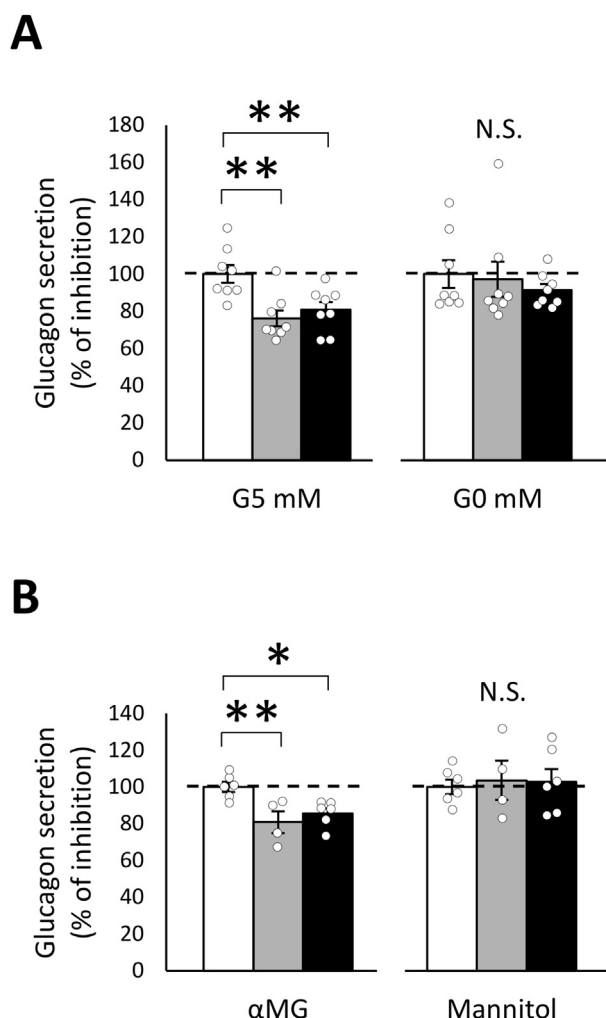 A
Glucagon secretion
(% of inhibition)
180
160
140
120
100
80
60
40
20
0
**
**
N.S.
G5 mM
G0 mM
B
Glucagon secretion
(% of inhibition)
140
120
100
80
60
40
20
0
*
**
N.S.
αMG
Mannitol